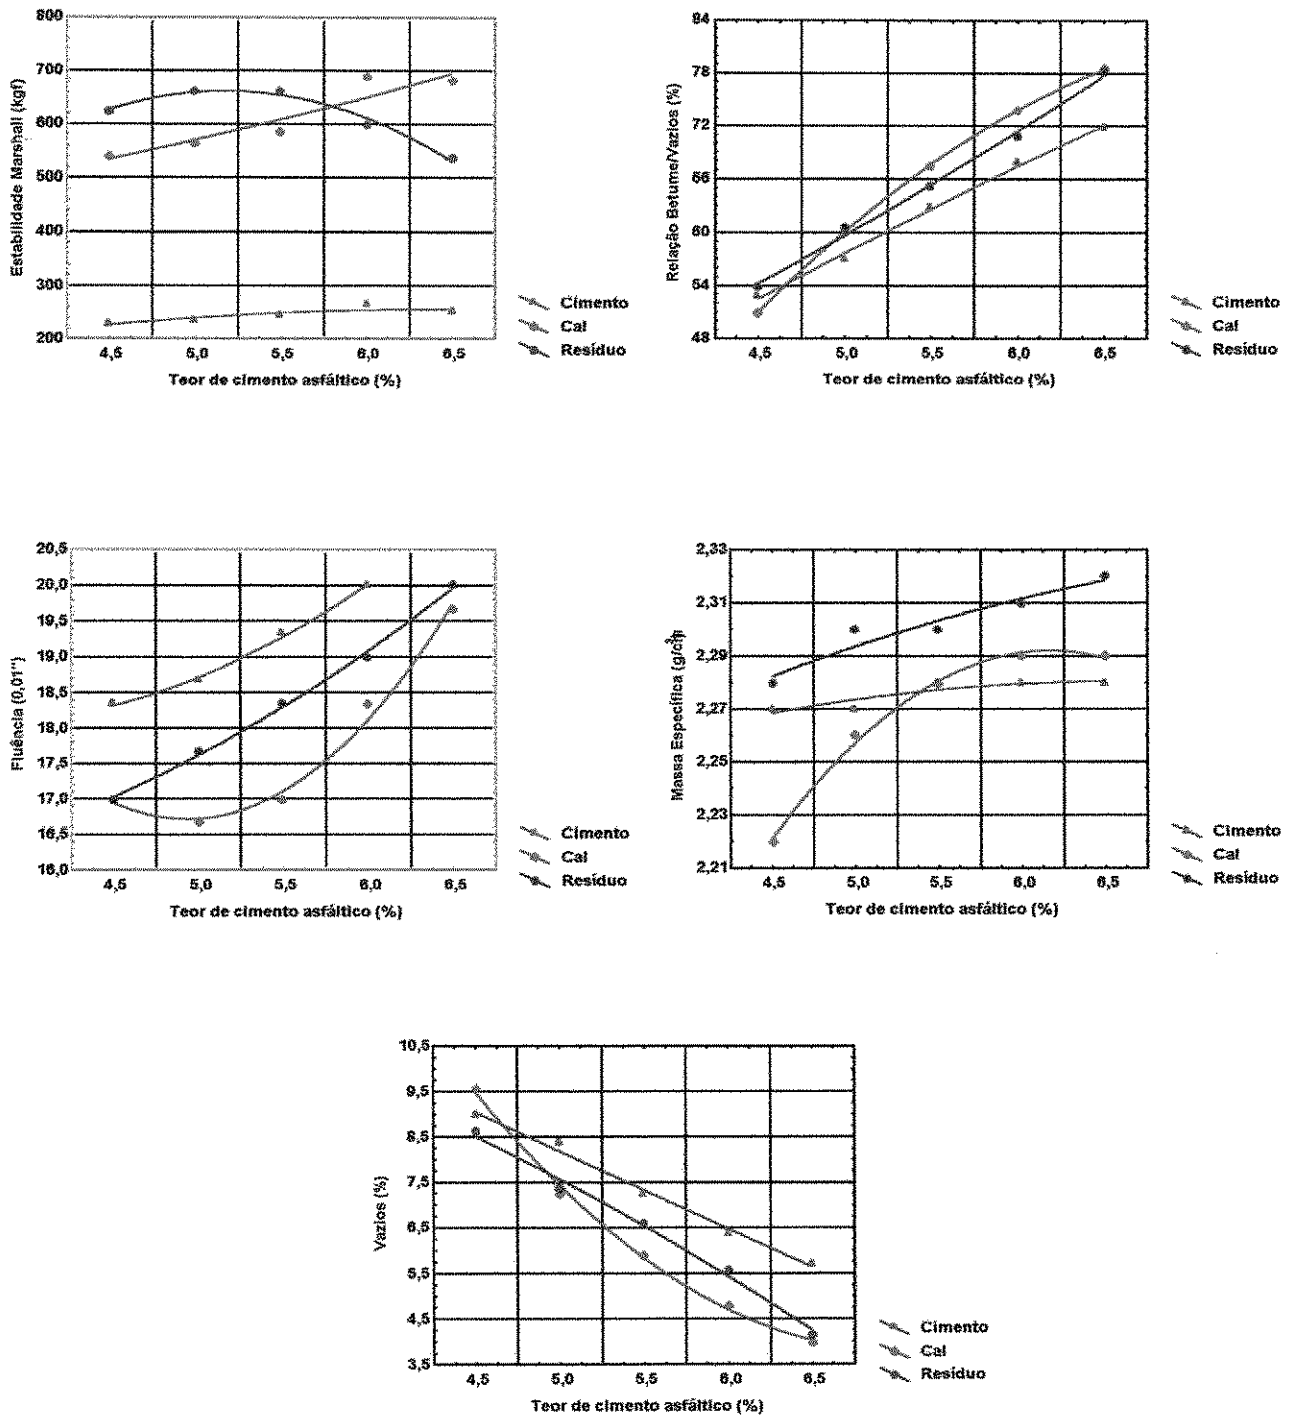 800
700
600
500
400
300
200
Estabilidade Marshall (kgf)
4,5 5,0 5,5 6,0 6,5
Teor de cimento asfáltico (%)
Cimento
Cal
Resíduo
84
78
72
66
60
54
48
Relação Betume/Vazios (%)
4,5 5,0 5,5 6,0 6,5
Teor de cimento asfáltico (%)
Cimento
Cal
Resíduo
20,5
20,0
19,5
19,0
18,5
18,0
17,5
17,0
16,5
16,0
Fluência (0,01")
4,5 5,0 5,5 6,0 6,5
Teor de cimento asfáltico (%)
Cimento
Cal
Resíduo
2,33
2,31
2,29
2,27
2,25
2,23
2,21
Massa Específica (g/cm³)
4,5 5,0 5,5 6,0 6,5
Teor de cimento asfáltico (%)
Cimento
Cal
Resíduo
10,5
9,5
8,5
7,5
6,5
5,5
4,5
3,5
Vazios (%)
4,5 5,0 5,5 6,0 6,5
Teor de cimento asfáltico (%)
Cimento
Cal
Resíduo